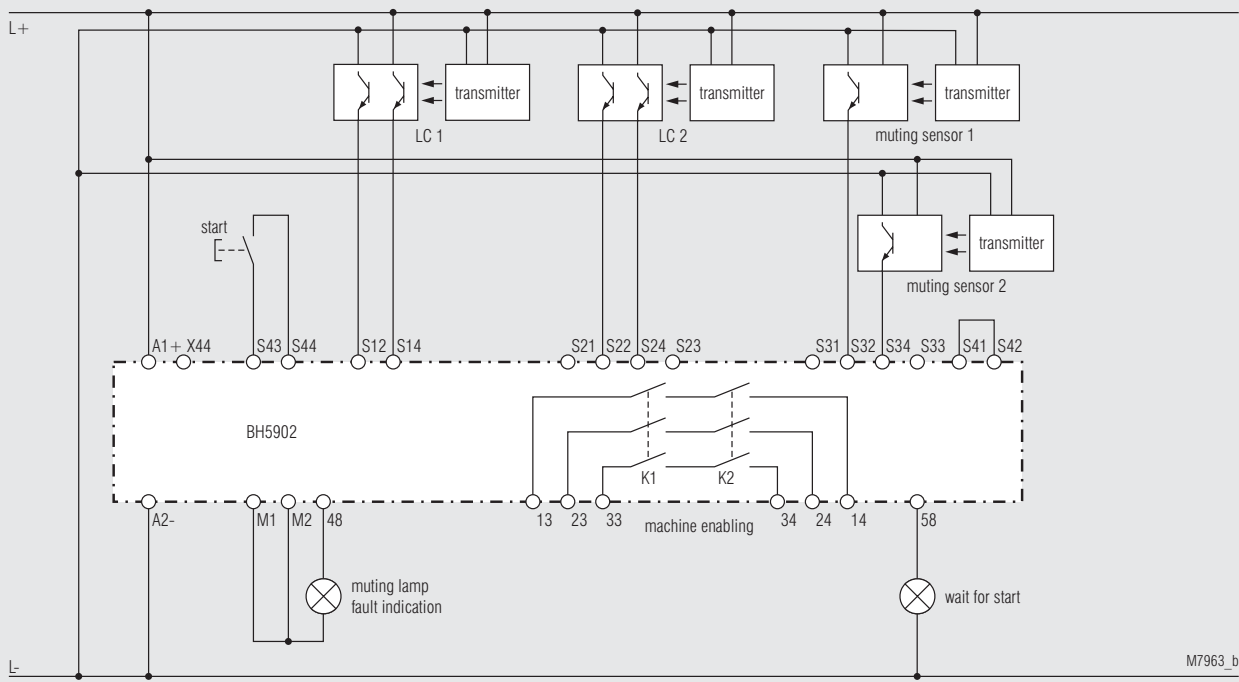 L+
transmitter
transmitter
transmitter
LC 1
LC 2
muting sensor 1
start
transmitter
muting sensor 2
A1+ X44 S43 S44 S12 S14 S21 S22 S24 S23 S31 S32 S34 S33 S41 S42
BH5902
K1 K2
A2- M1 M2 48 13 23 33 machine enabling 34 24 14 58
muting lamp
fault indication
wait for start
L-
M7963_b